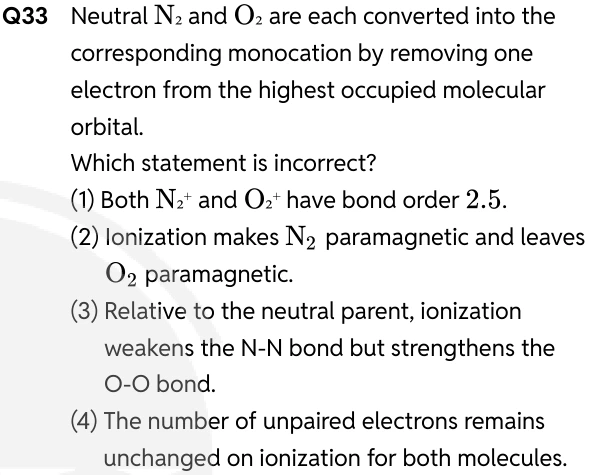 Q33 Neutral N₂ and O₂ are each converted into the
corresponding monocation by removing one
electron from the highest occupied molecular
orbital.
Which statement is incorrect?
(1) Both N₂⁺ and O₂⁺ have bond order 2.5.
(2) Ionization makes N₂ paramagnetic and leaves
O₂ paramagnetic.
(3) Relative to the neutral parent, ionization
weakens the N-N bond but strengthens the
O-O bond.
(4) The number of unpaired electrons remains
unchanged on ionization for both molecules.